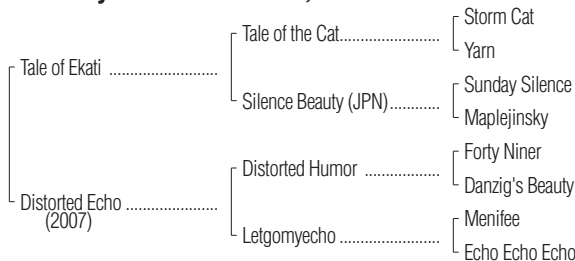 Storm Cat
Tale of the Cat..................
Yarn
Tale of Ekati ........................
Sunday Silence
Silence Beauty (JPN)............
Maplejinsky
Forty Niner
Distorted Humor ..................
Danzig's Beauty
Distorted Echo ....................
(2007)
Menifee
Letgomyecho ........................
Echo Echo Echo